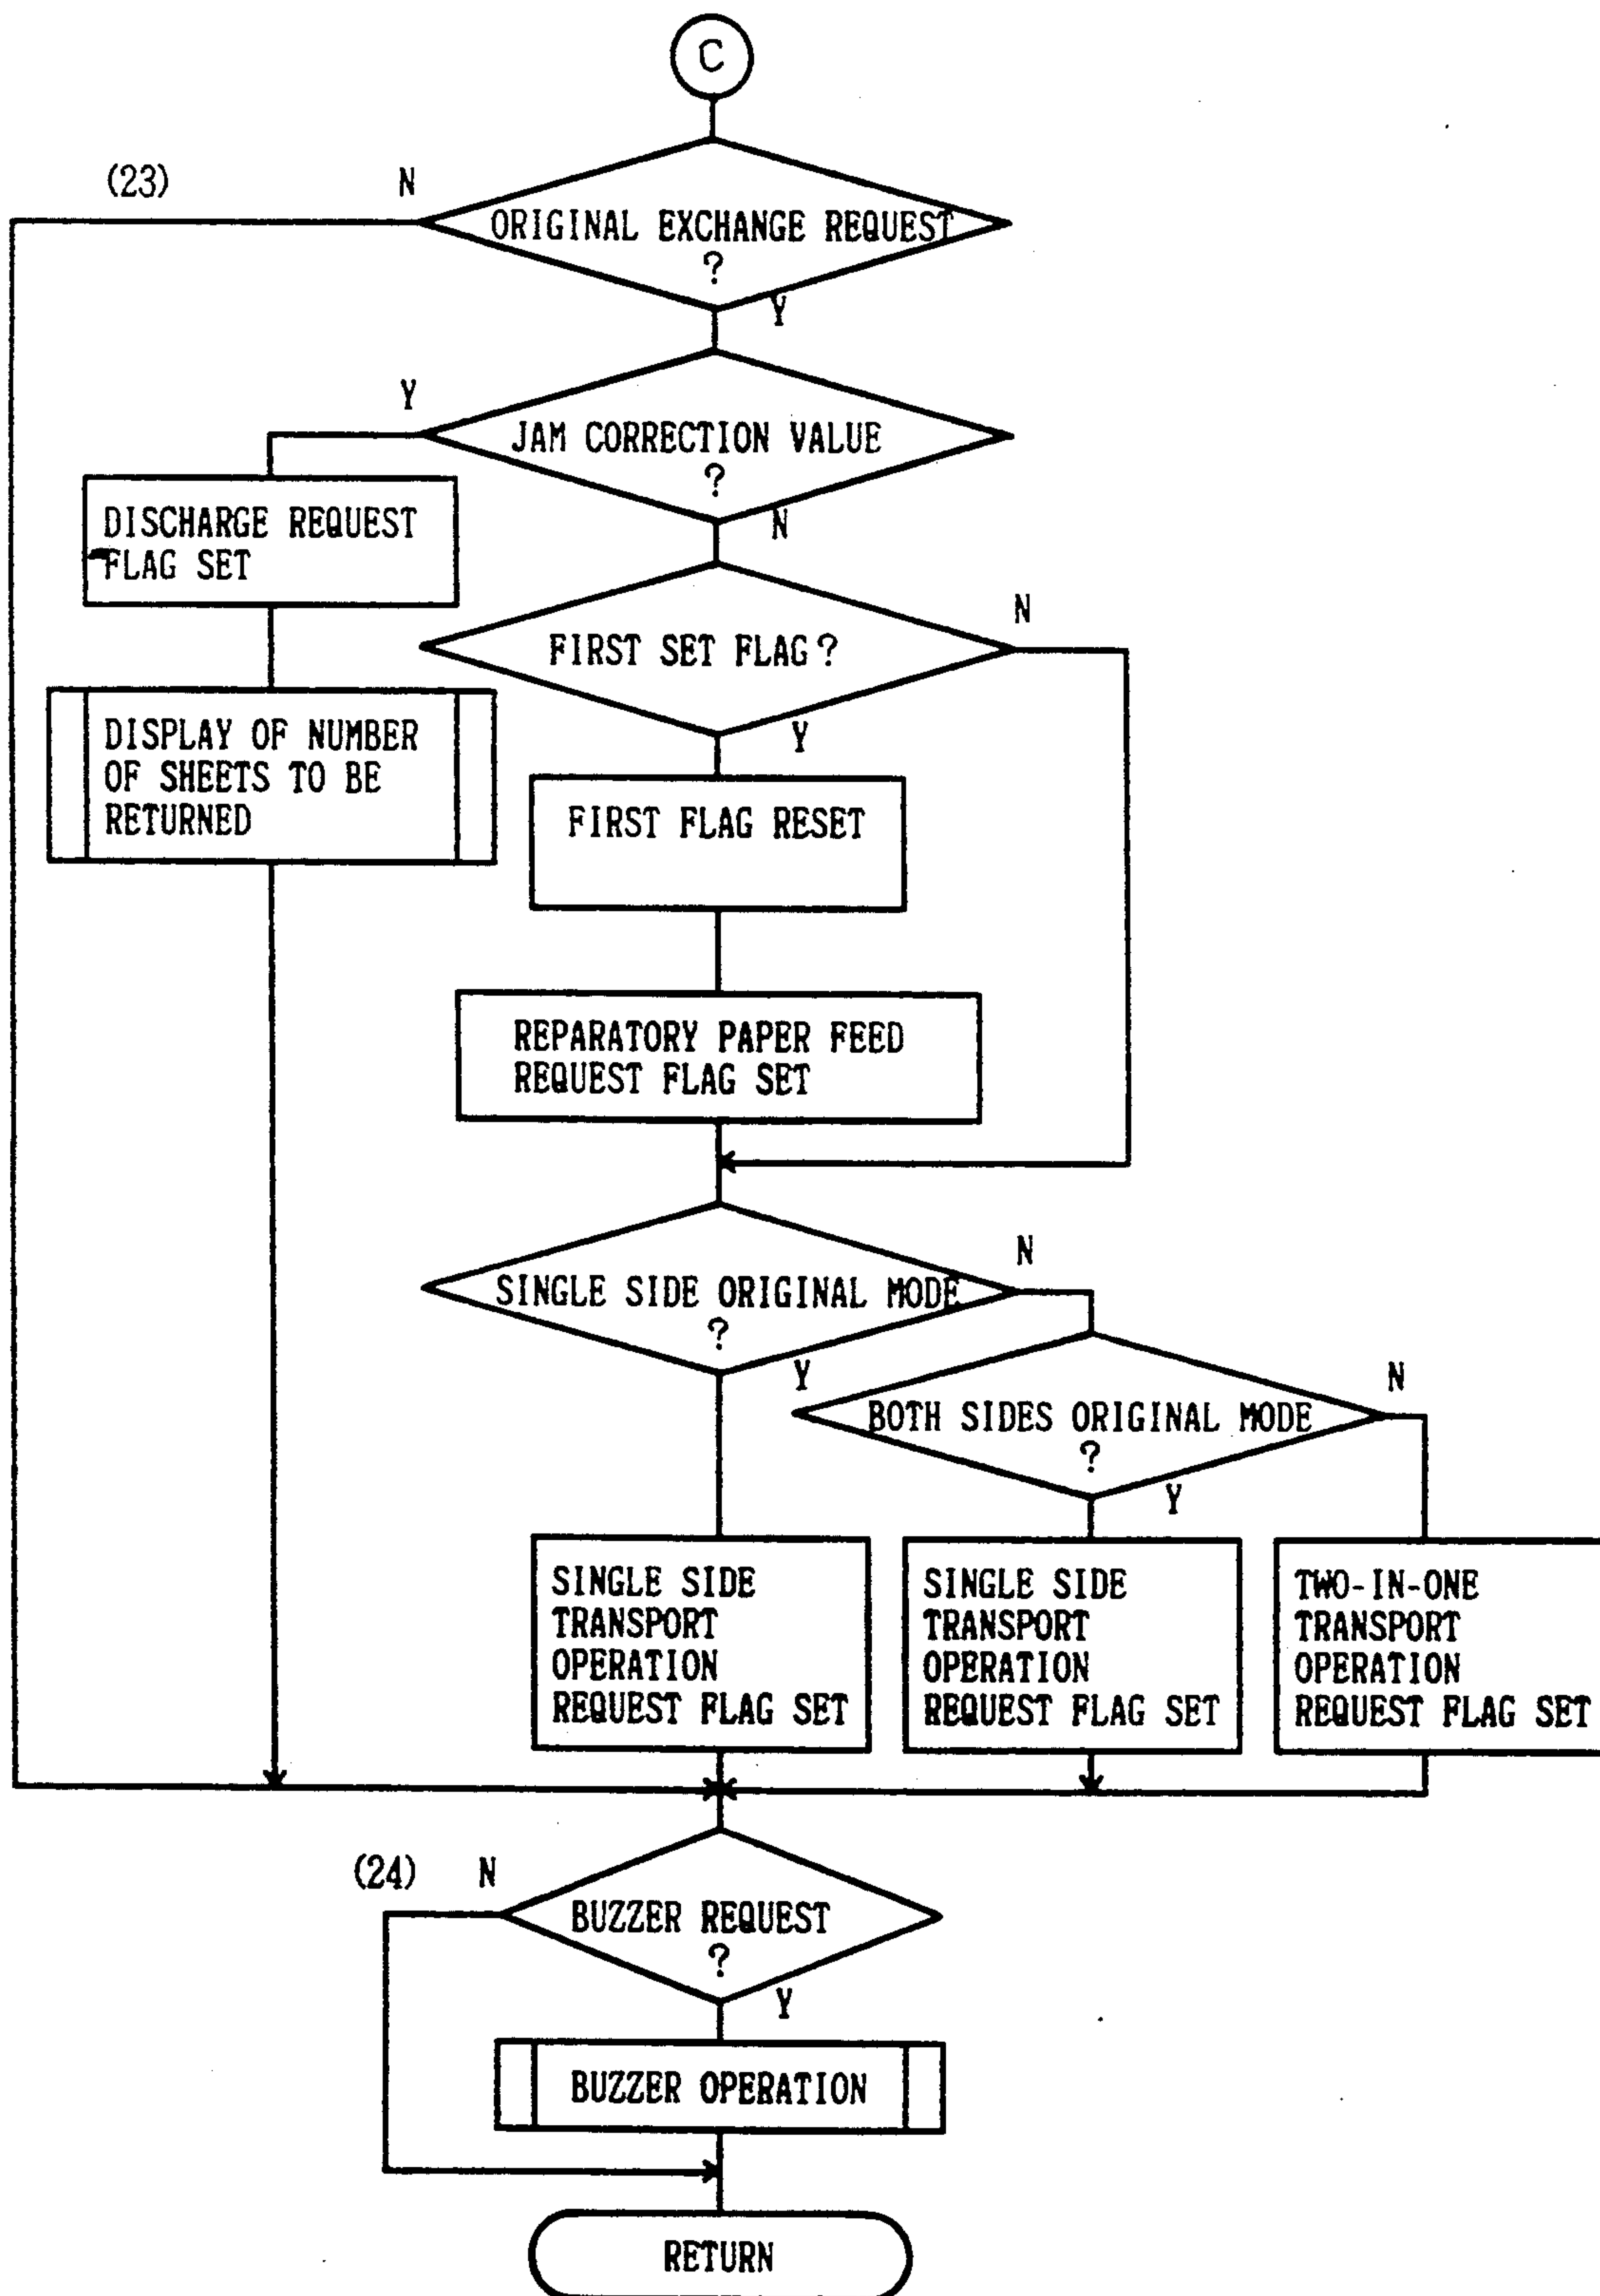 C
(23)
N
ORIGINAL EXCHANGE REQUEST
?
Y
Y
JAM CORRECTION VALUE
?
N
DISCHARGE REQUEST
FLAG SET
N
FIRST SET FLAG?
Y
DISPLAY OF NUMBER
OF SHEETS TO BE
RETURNED
FIRST FLAG RESET
REPARATORY PAPER FEED
REQUEST FLAG SET
N
SINGLE SIDE ORIGINAL MODE
?
Y
N
BOTH SIDES ORIGINAL MODE
?
Y
SINGLE SIDE
TRANSPORT
OPERATION
REQUEST FLAG SET
SINGLE SIDE
TRANSPORT
OPERATION
REQUEST FLAG SET
TWO-IN-ONE
TRANSPORT
OPERATION
REQUEST FLAG SET
(24)
N
BUZZER REQUEST
?
Y
BUZZER OPERATION
RETURN